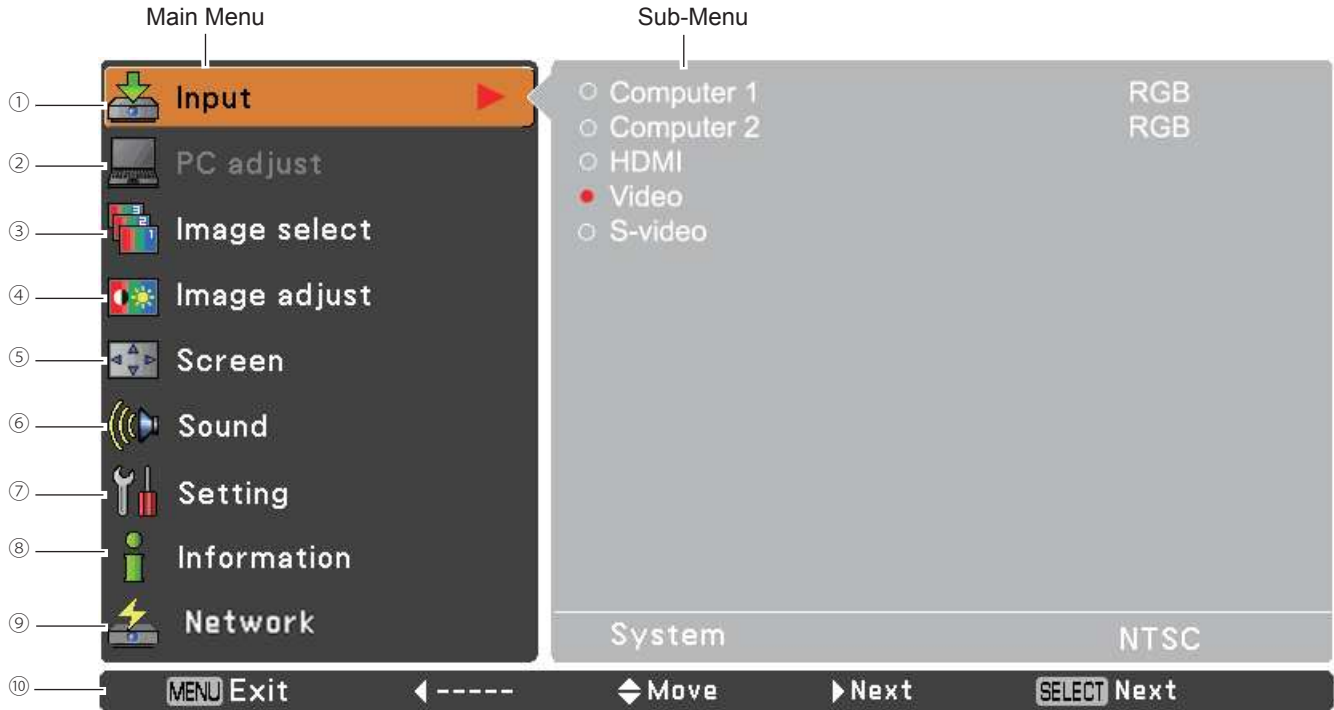 Main Menu Sub-Menu
① Input Computer 1 RGB
Computer 2 RGB
② PC adjust HDMI
Video
③ Image select S-video
④ Image adjust
⑤ Screen
⑥ Sound
⑦ Setting
⑧ Information
⑨ Network System NTSC
⑩ MENU Exit ◀ ----- Move ▶ Next SELECT Next